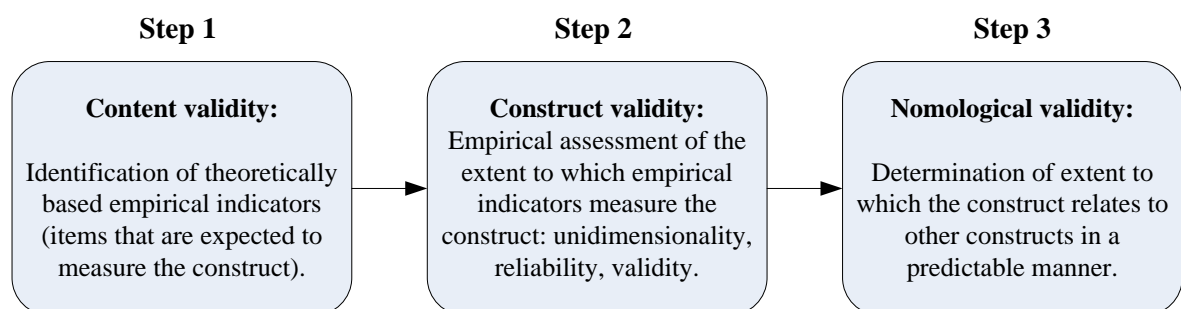 Step 1
Content validity:
Identification of theoretically
based empirical indicators
(items that are expected to
measure the construct).
Step 2
Construct validity:
Empirical assessment of the
extent to which empirical
indicators measure the
construct: unidimensionality,
reliability, validity.
Step 3
Nomological validity:
Determination of extent to
which the construct relates to
other constructs in a
predictable manner.